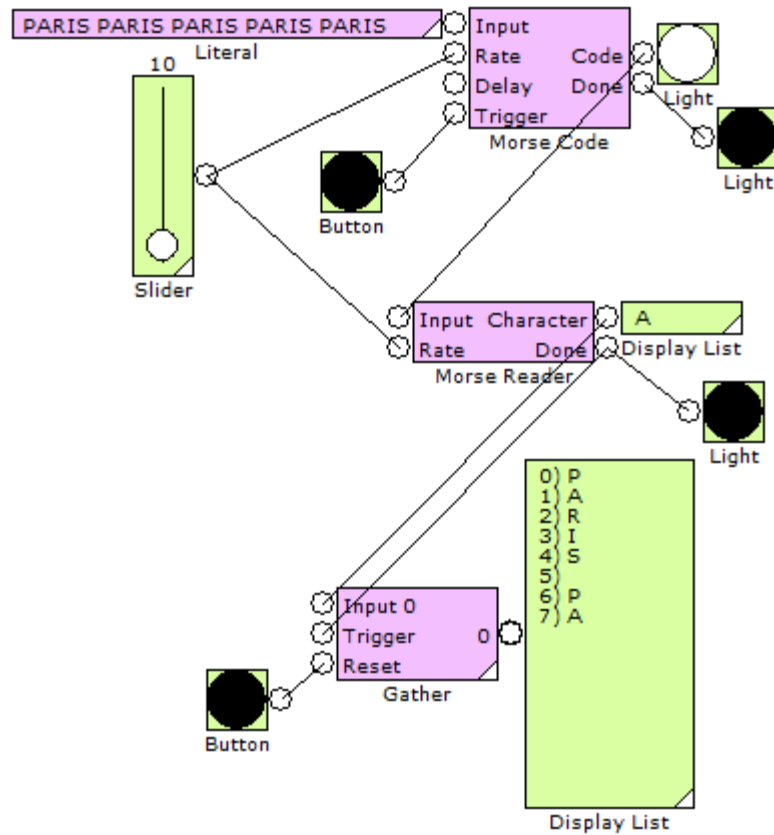 PARIS PARIS PARIS PARIS PARIS
Literal
10
Slider
Input
Rate Code
Delay Done
Trigger
Morse Code
Light
Light
Button
Input Character
Rate Done
Morse Reader
A
Display List
Light
0) P
1) A
2) R
3) I
4) S
5)
6) P
7) A
Display List
Input 0
Trigger 0
Reset
Gather
Button